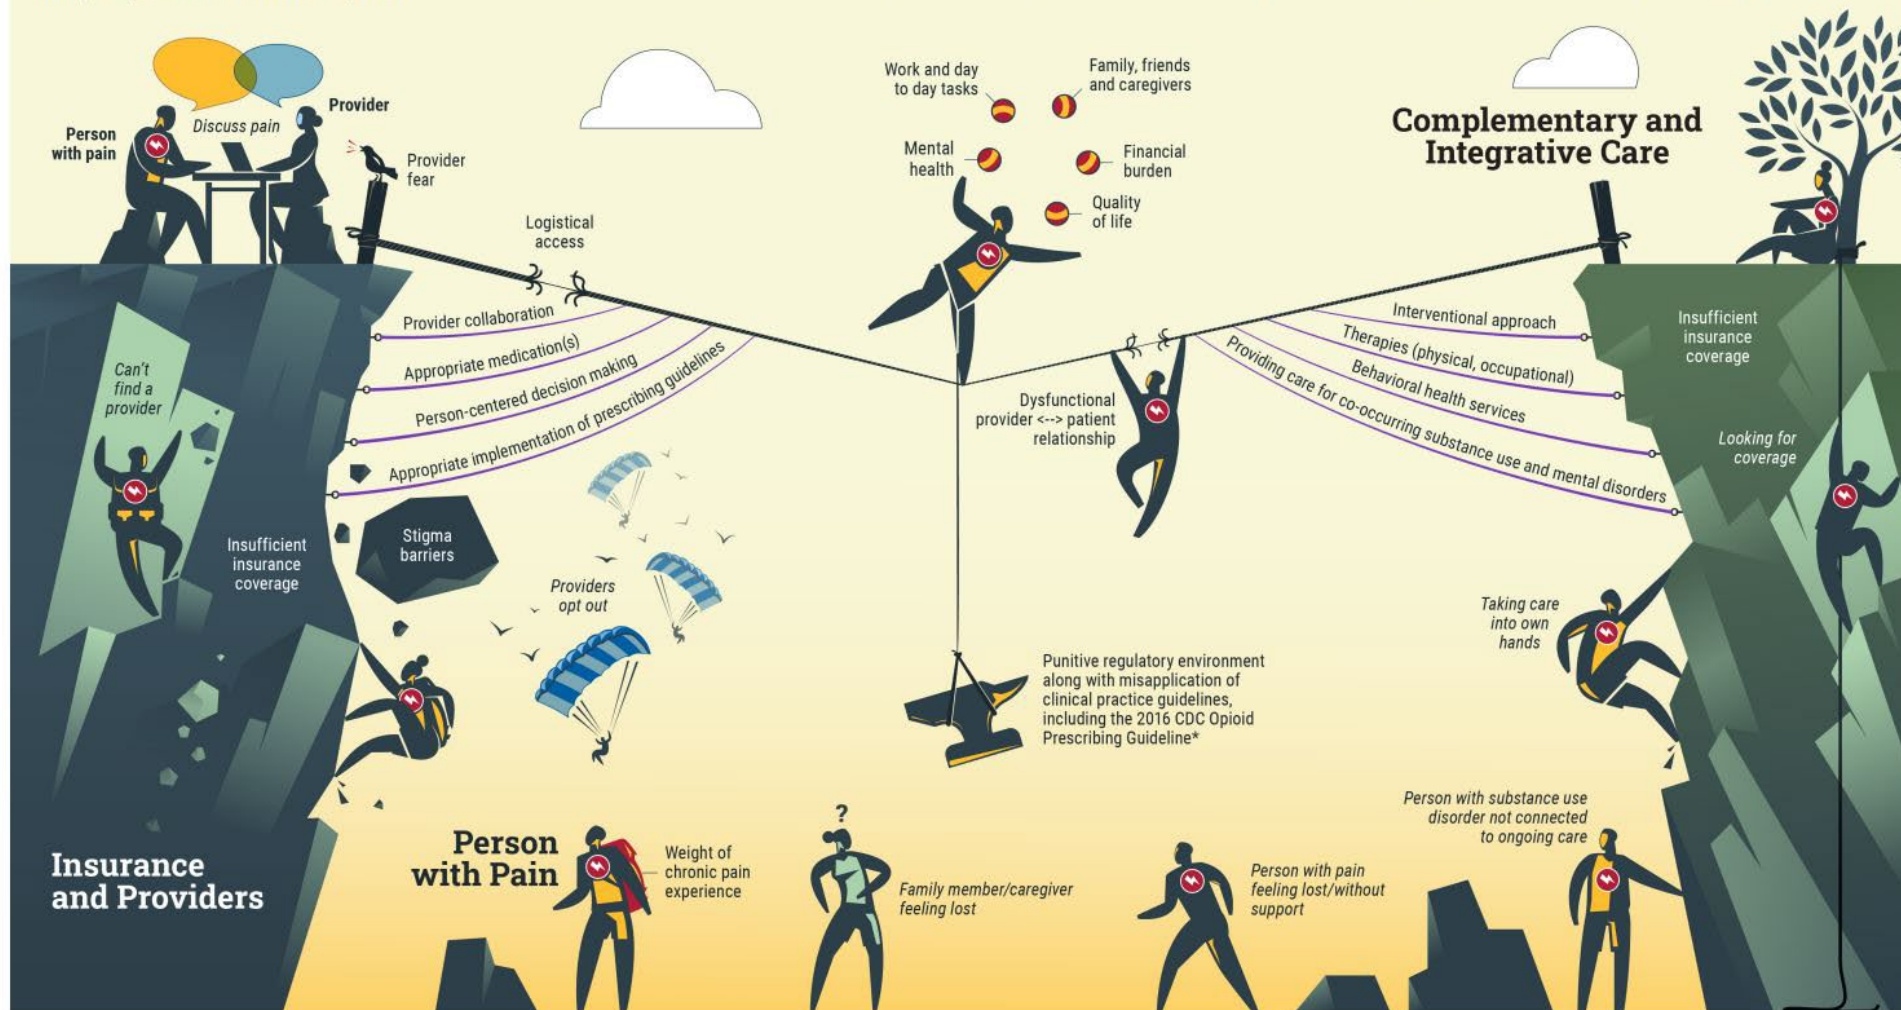 Person
with pain
Discuss pain
Provider
Provider
fear
Logistical
access
Work and day
to day tasks
Family, friends
and caregivers
Mental
health
Financial
burden
Quality
of life
Complementary and
Integrative Care
Can't
find a
provider
Provider collaboration
Appropriate medication(s)
Person-centered decision making
Appropriate implementation of prescribing guidelines
Dysfunctional
provider <--> patient
relationship
Interventional approach
Therapies (physical, occupational)
Behavioral health services
Providing care for co-occurring substance use and mental disorders
Insufficient
insurance
coverage
Looking for
coverage
Insufficient
insurance
coverage
Stigma
barriers
Providers
opt out
Taking care
into own
hands
Punitive regulatory environment
along with misapplication of
clinical practice guidelines,
including the 2016 CDC Opioid
Prescribing Guideline*
Insurance
and Providers
Person
with Pain
Weight of
chronic pain
experience
?
Family member/caregiver
feeling lost
Person with pain
feeling lost/without
support
Person with substance use
disorder not connected
to ongoing care